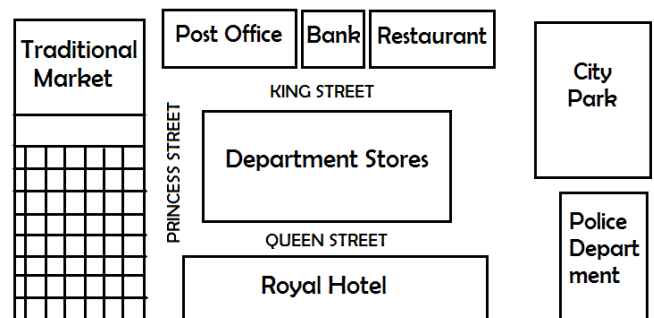 Traditional
Market
Post Office
Bank
Restaurant
City
Park
KING STREET
PRINCESS STREET
Department Stores
Police
Depart
ment
QUEEN STREET
Royal Hotel